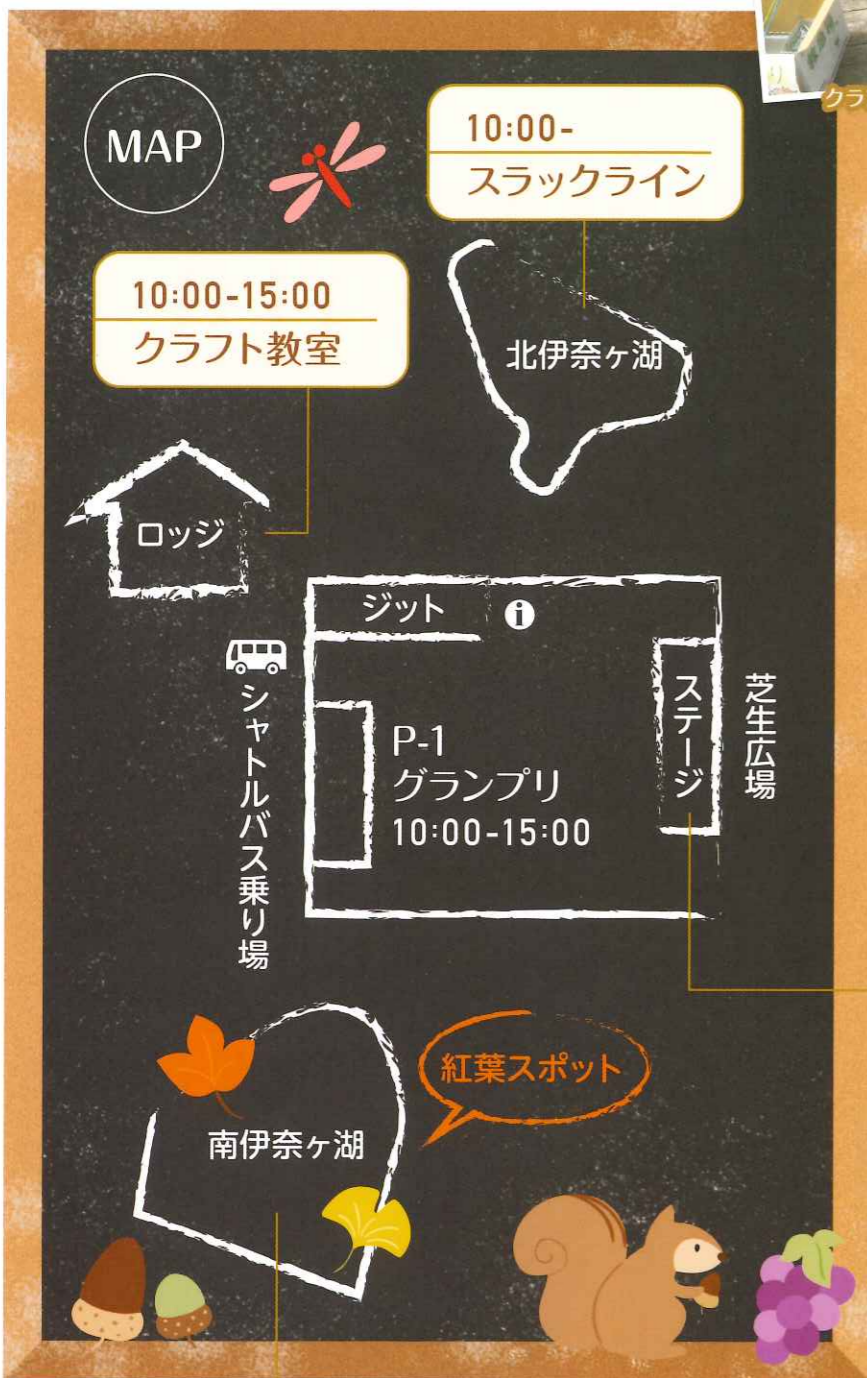 MAP
10:00-
スラックライン
クラ
10:00-15:00
クラフト教室
北伊奈ヶ湖
ロッジ
ジット
i
シャトルバス乗り場
P-1
グランプリ
10:00-15:00
ステージ
芝生広場
紅葉スポット
南伊奈ヶ湖